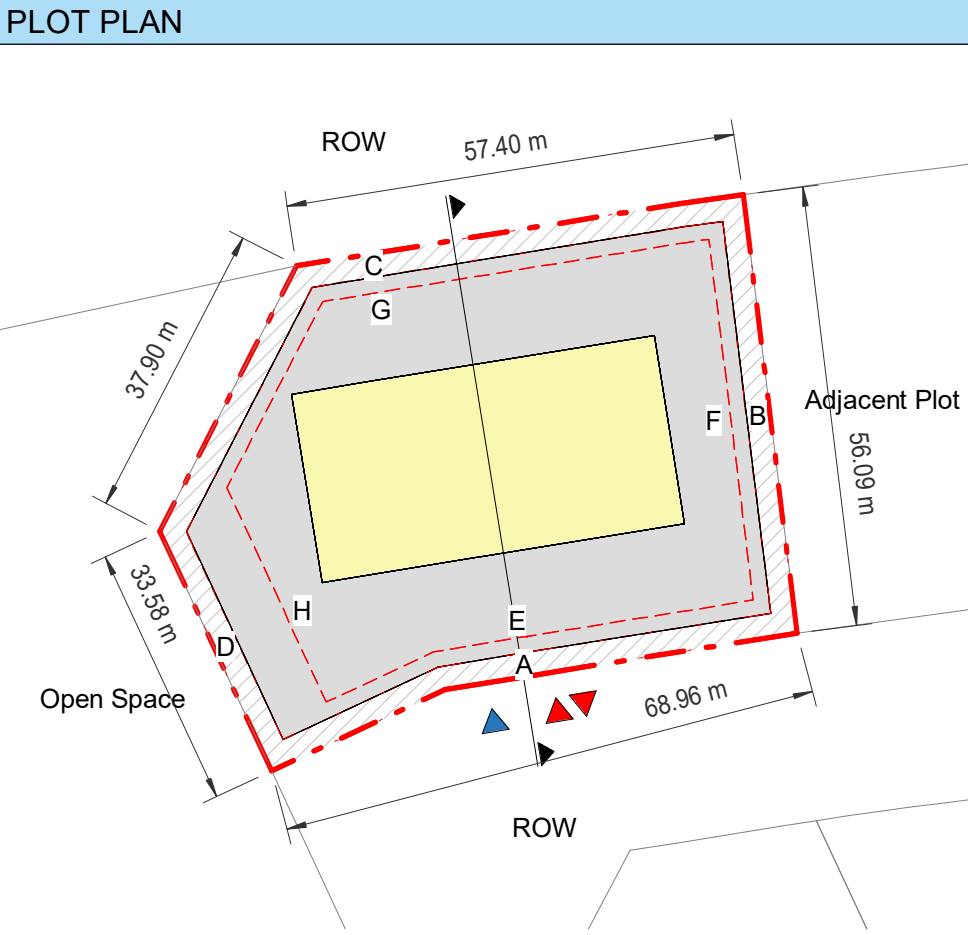 PLOT PLAN
ROW
57.40 m
C
G
37.90 m
Adjacent Plot
F
B
56.09 m
33.58 m
H
E
D
A
Open Space
68.96 m
ROW